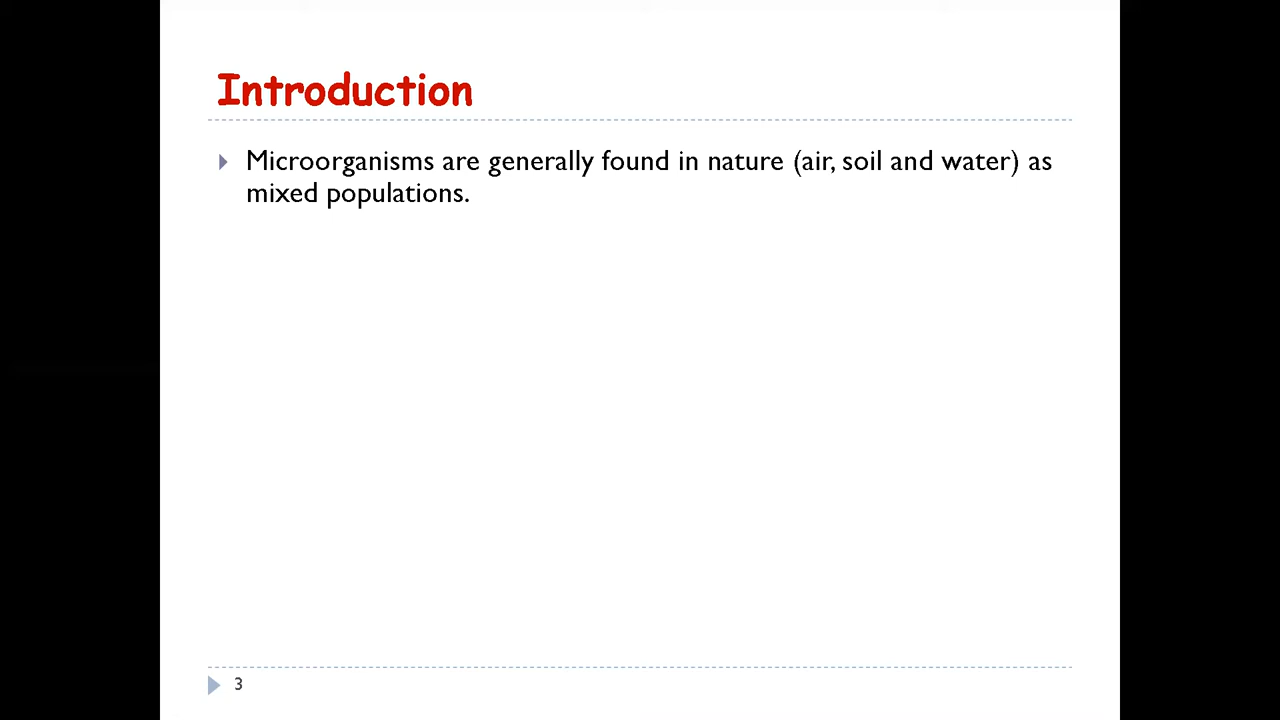 Introduction
Microorganisms are generally found in nature (air, soil and water) as
mixed populations.
3